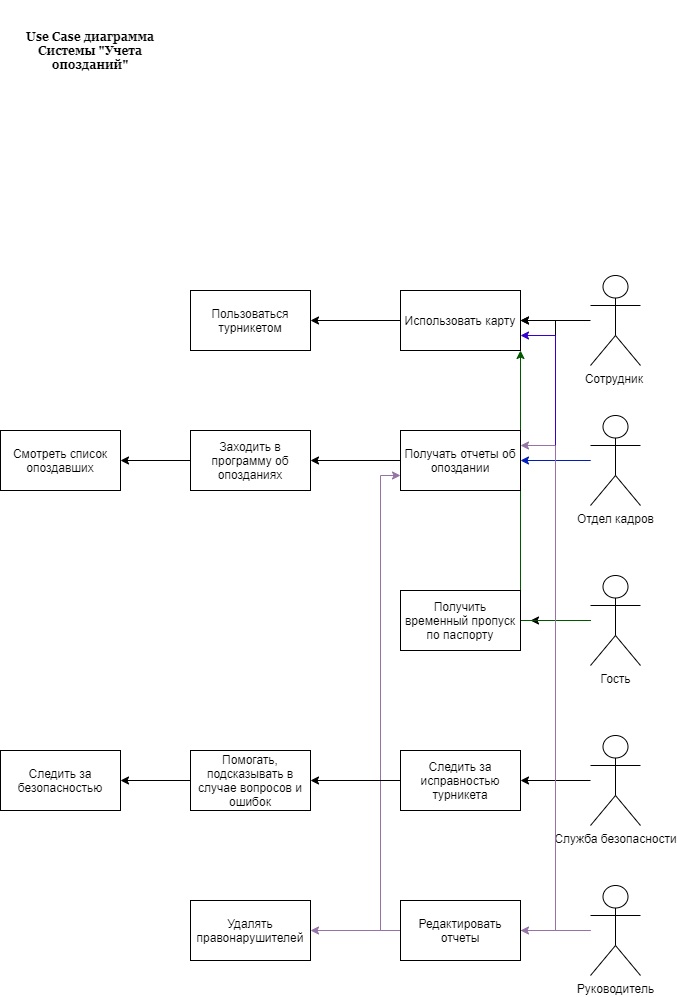 Use Case диаграмма
Системы "Учета
опозданий"
Пользоваться
турникетом
Использовать карту
Сотрудник
Смотреть список
опоздавших
Заходить в
программу об
опозданиях
Получать отчеты об
опоздании
Отдел кадров
Получить
временный пропуск
по паспорту
Гость
Следить за
безопасностью
Помогать,
подсказывать в
случае вопросов и
ошибок
Следить за
исправностью
турникета
Служба безопасности
Удалять
правонарушителей
Редактировать
отчеты
Руководитель